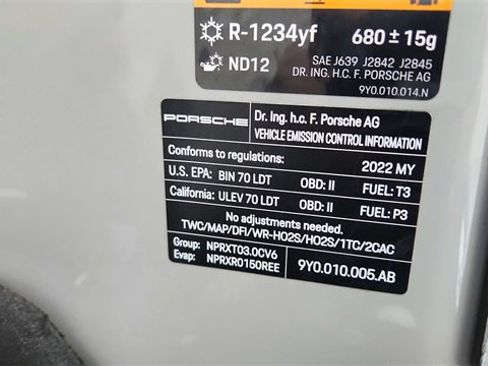 R-1234yf 680 ± 15g
ND12 SAE J639 J2842 J2845
DR. ING. H.C. F. PORSCHE AG
9Y0.010.014.N
PORSCHE Dr. Ing. h.c. F. Porsche AG
VEHICLE EMISSION CONTROL INFORMATION
Conforms to regulations: 2022 MY
U.S. EPA: BIN 70 LDT OBD: II FUEL: T3
California: ULEV 70 LDT OBD: II FUEL: P3
No adjustments needed.
TWC/MAP/DFI/WR-HO2S/HO2S/1TC/2CAC
Group: NPRXT03.0CV6
Evap: NPRXR0150REE 9Y0.010.005.AB